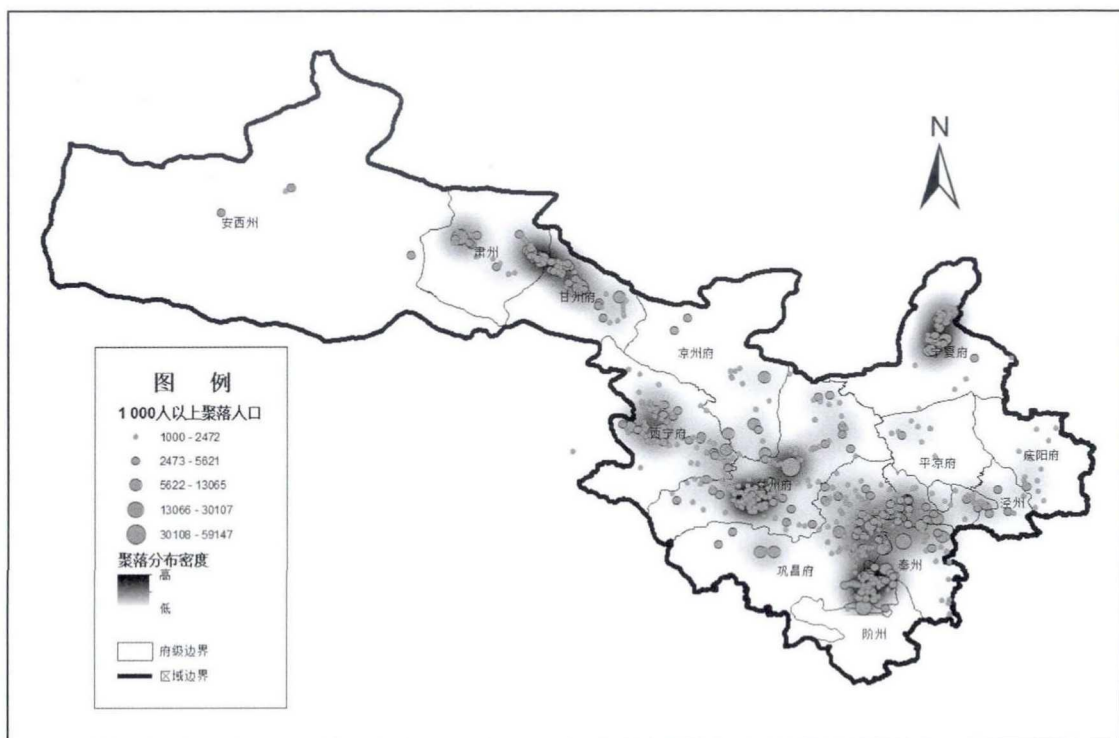 N
安西州
肃州
甘州府
凉州府
宁夏府
西宁府
平凉府
庆阳府
兰州府
泾州
巩昌府
秦州
阶州
图 例
1 000人以上聚落人口
1000 - 2472
2473 - 5621
5622 - 13065
13066 - 30107
30108 - 59147
聚落分布密度
高
低
府级边界
区域边界